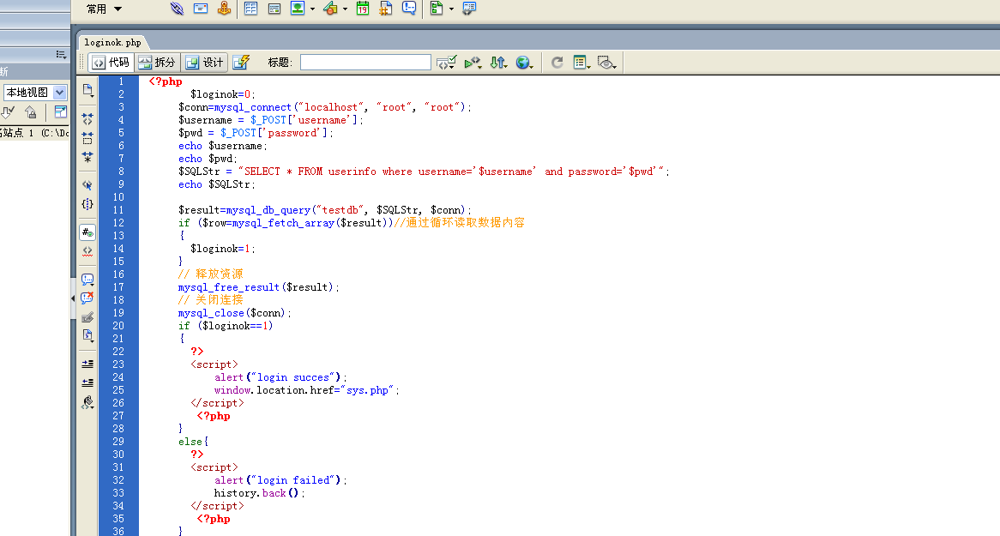 常用
19
loginok.php
断
代码 拆分 设计 标题:
本地视图
站点 1 (C:\Do
1 <?php
2 $loginok=0;
3 $conn=mysql_connect("localhost", "root", "root");
4 $username = $_POST['username'];
5 $pwd = $_POST['password'];
6 echo $username;
7 echo $pwd;
8 $SQLStr = "SELECT * FROM userinfo where username='$username' and password='$pwd'";
9 echo $SQLStr;
10
11 $result=mysql_db_query("testdb", $SQLStr, $conn);
12 if ($row=mysql_fetch_array($result))//通过循环读取数据内容
13 {
14 $loginok=1;
15 }
16 // 释放资源
17 mysql_free_result($result);
18 // 关闭连接
19 mysql_close($conn);
20 if ($loginok==1)
21 {
22 ?>
23 <script>
24 alert("login succes");
25 window.location.href="sys.php";
26 </script>
27 <?php
28 }
29 else{
30 ?>
31 <script>
32 alert("login failed");
33 history.back();
34 </script>
35 <?php
36 }